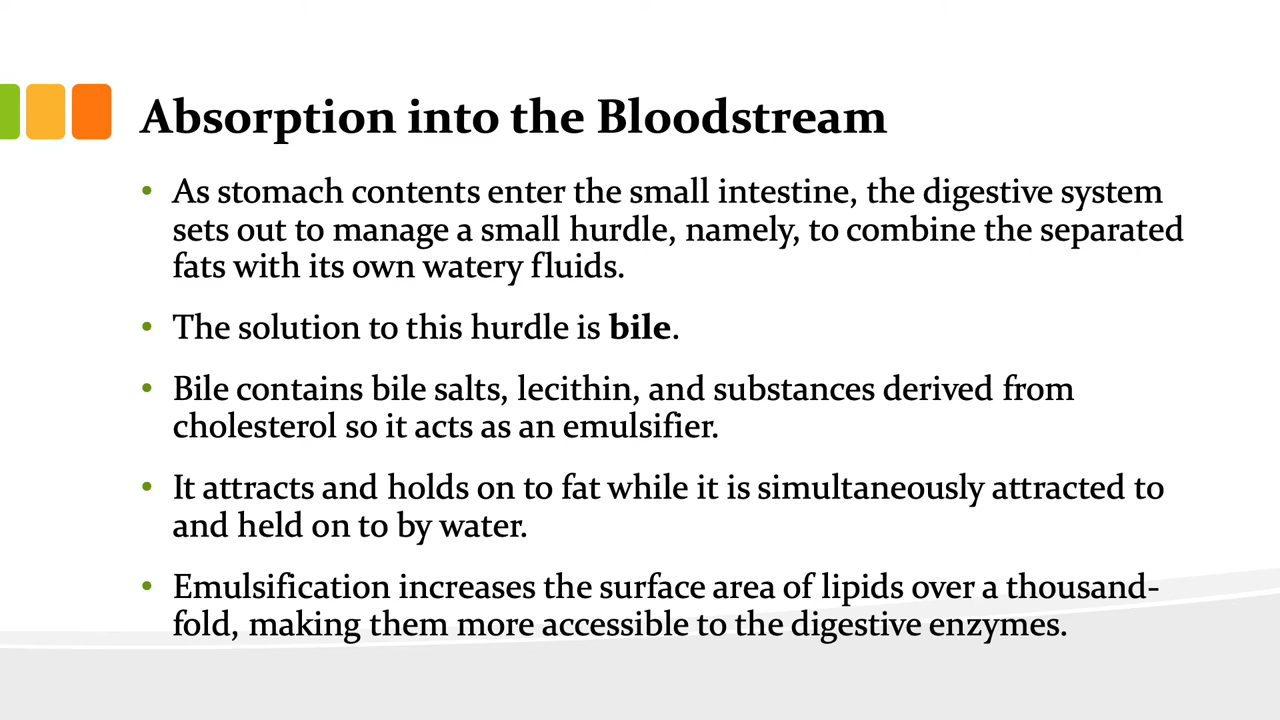 Absorption into the Bloodstream
• As stomach contents enter the small intestine, the digestive system
sets out to manage a small hurdle, namely, to combine the separated
fats with its own watery fluids.
• The solution to this hurdle is bile.
• Bile contains bile salts, lecithin, and substances derived from
cholesterol so it acts as an emulsifier.
• It attracts and holds on to fat while it is simultaneously attracted to
and held on to by water.
• Emulsification increases the surface area of lipids over a thousand-
fold, making them more accessible to the digestive enzymes.